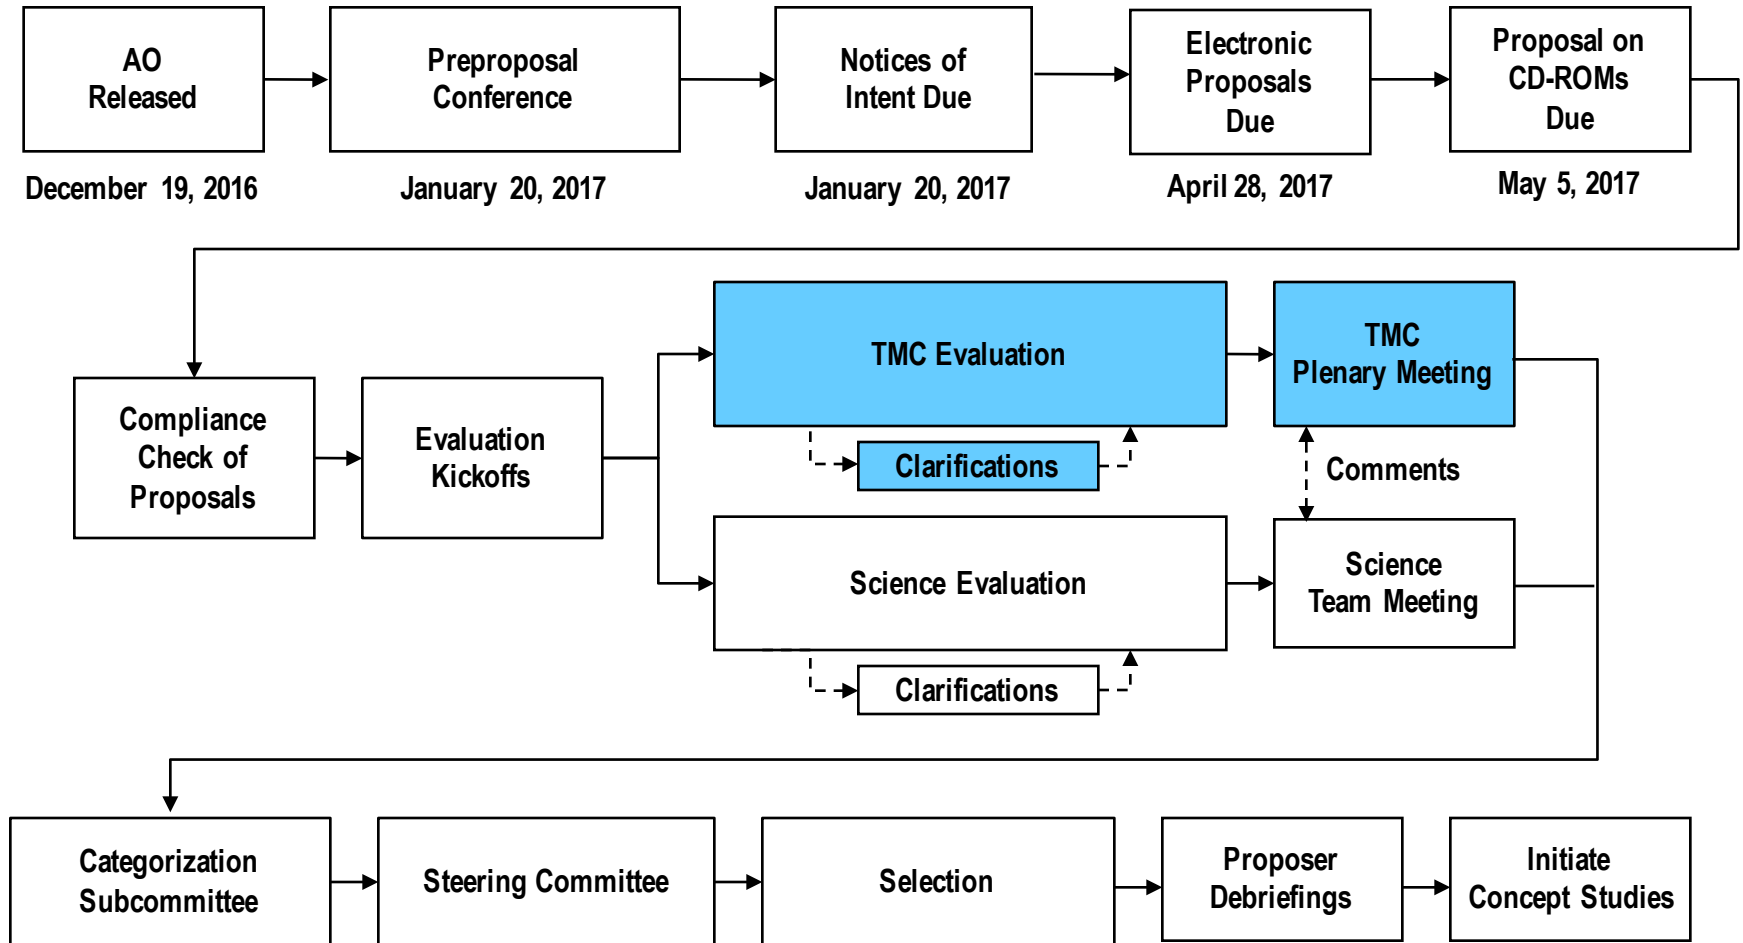 AO
Released
Preproposal
Conference
Notices of
Intent Due
Electronic
Proposals
Due
Proposal on
CD-ROMs
Due
December 19, 2016
January 20, 2017
January 20, 2017
April 28, 2017
May 5, 2017
Compliance
Check of
Proposals
Evaluation
Kickoffs
TMC Evaluation
Clarifications
TMC
Plenary Meeting
Comments
Science Evaluation
Clarifications
Science
Team Meeting
Categorization
Subcommittee
Steering Committee
Selection
Proposer
Debriefings
Initiate
Concept Studies